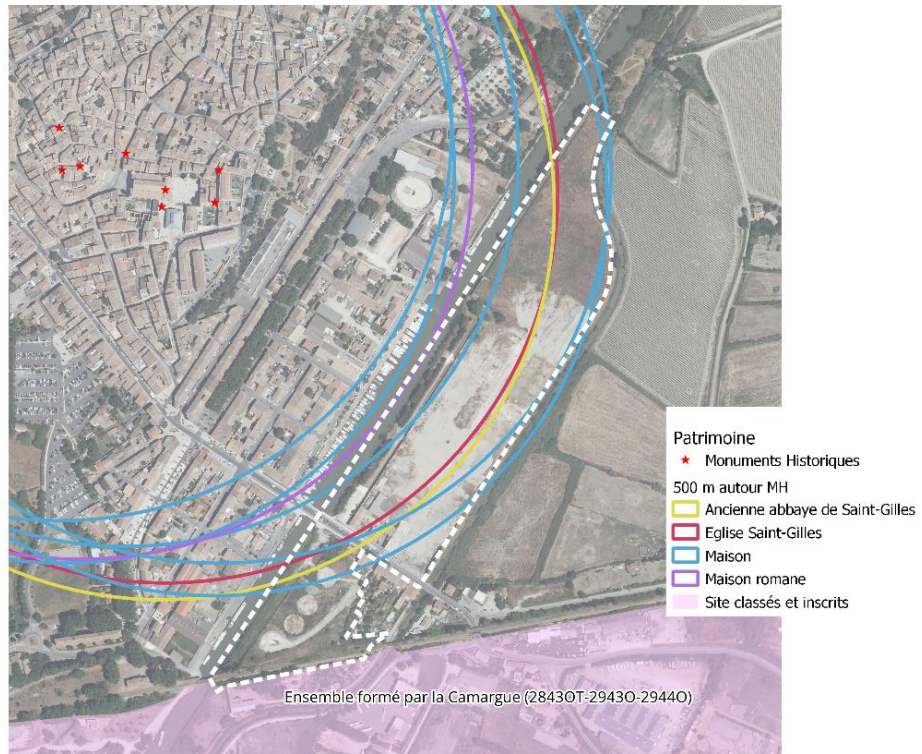 Patrimoine
Monuments Historiques
500 m autour MH
Ancienne abbaye de Saint-Gilles
Eglise Saint-Gilles
Maison
Maison romane
Site classés et inscrits
Ensemble formé par la Camargue (2843OT-2943O-2944O)